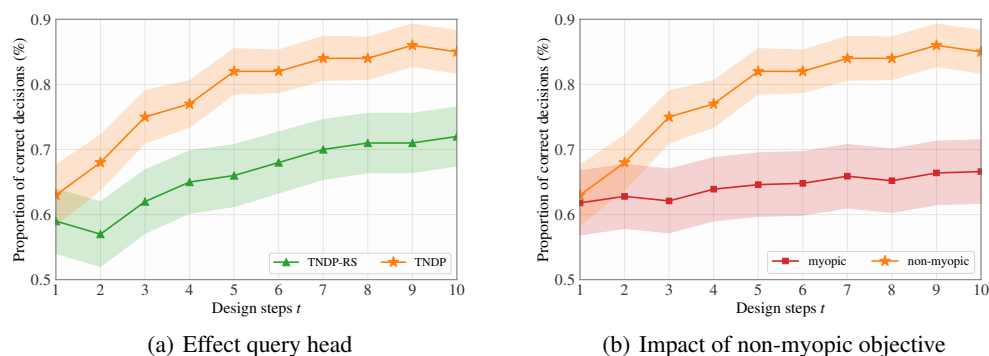 0.9
0.8
0.7
0.6
0.5
Proportion of correct decisions (%)
TNDP-RS TNDP
1 2 3 4 5 6 7 8 9 10
Design steps t
(a) Effect query head
0.9
0.8
0.7
0.6
0.5
Proportion of correct decisions (%)
myopic non-myopic
1 2 3 4 5 6 7 8 9 10
Design steps t
(b) Impact of non-myopic objective